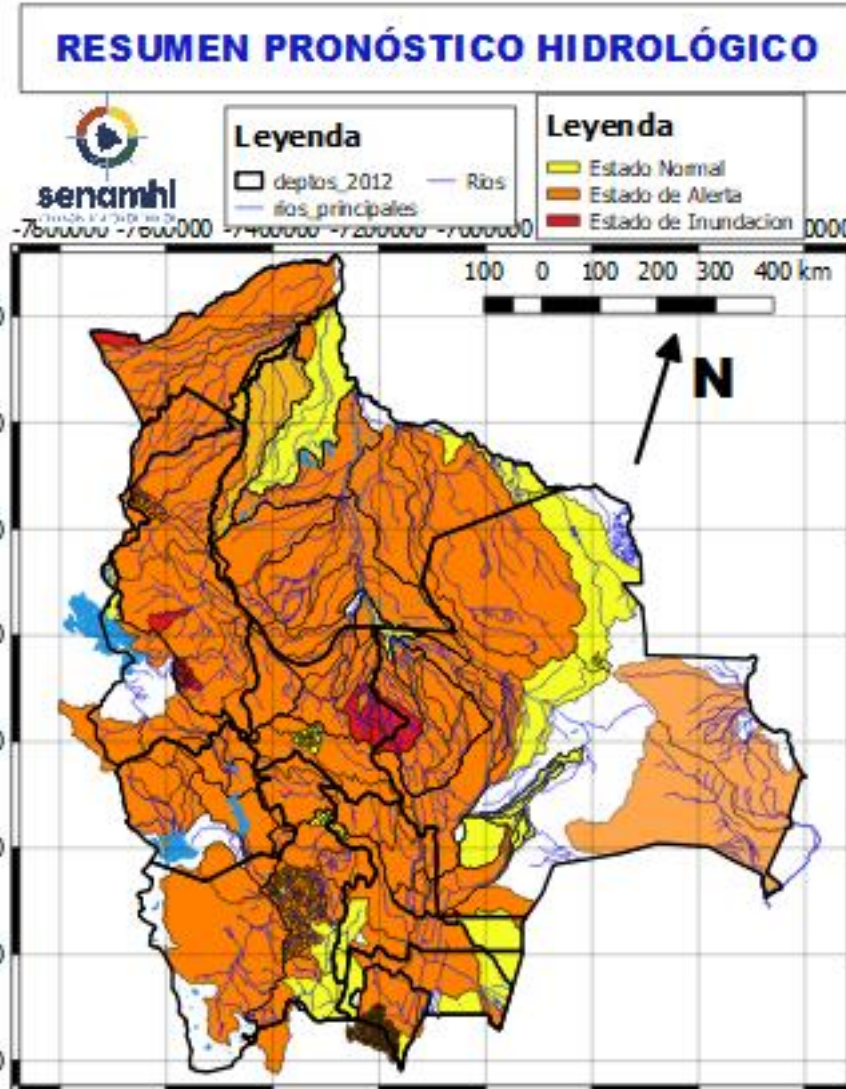 RESUMEN PRONÓSTICO HIDROLÓGICO
senamhi
Leyenda
deptos_2012
Rios
rios_principales
Leyenda
Estado Normal
Estado de Alerta
Estado de Inundacion
-7600000
-7400000
-7200000
-7000000
100 0 100 200 300 400 km
N